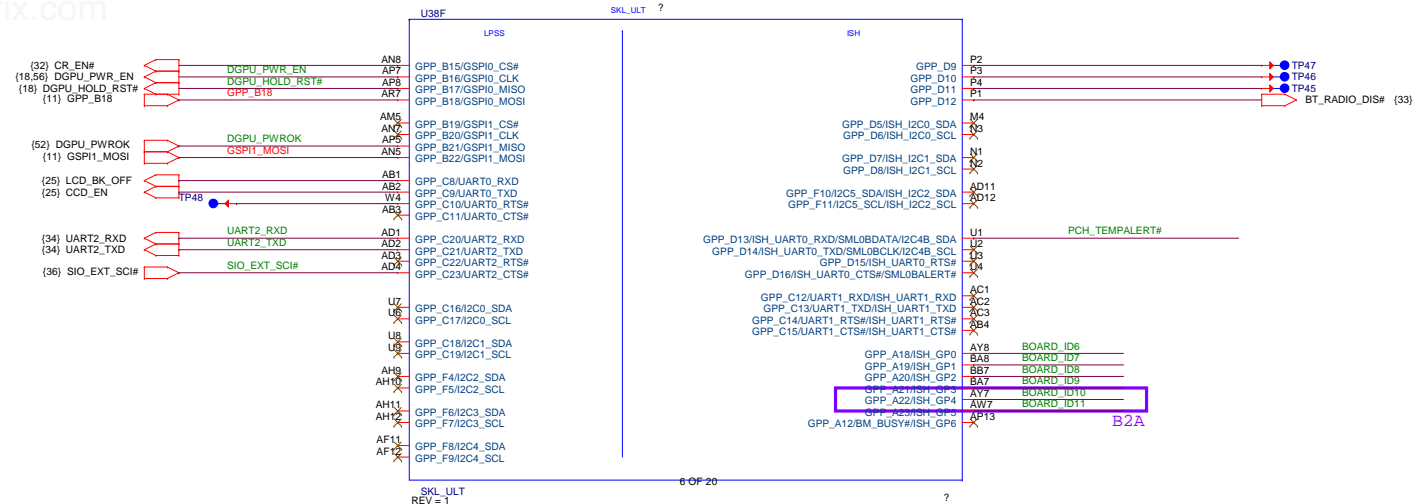 ix.com
U38F
SKL_ULT ?
LPSS
ISH
{32} CR_EN# AN8 GPP_B15/GSPI0_CS#
{18,56} DGPU_PWR_EN DGPU_PWR_EN AP7 GPP_B16/GSPI0_CLK
{18} DGPU_HOLD_RST# DGPU_HOLD_RST# AP8 GPP_B17/GSPI0_MISO
{11} GPP_B18 GPP_B18 AR7 GPP_B18/GSPI0_MOSI
AM5 GPP_B19/GSPI1_CS#
AN7 GPP_B20/GSPI1_CLK
{52} DGPU_PWROK DGPU_PWROK AP5 GPP_B21/GSPI1_MISO
{11} GSPI1_MOSI GSPI1_MOSI AN5 GPP_B22/GSPI1_MOSI
{25} LCD_BK_OFF AB1 GPP_C8/UART0_RXD
{25} CCD_EN AB2 GPP_C9/UART0_TXD
TP48 W4 GPP_C10/UART0_RTS#
AB3 GPP_C11/UART0_CTS#
{34} UART2_RXD UART2_RXD AD1 GPP_C20/UART2_RXD
{34} UART2_TXD UART2_TXD AD2 GPP_C21/UART2_TXD
AD3 GPP_C22/UART2_RTS#
{36} SIO_EXT_SCI# SIO_EXT_SCI# AD4 GPP_C23/UART2_CTS#
U7 GPP_C16/I2C0_SDA
U6 GPP_C17/I2C0_SCL
U8 GPP_C18/I2C1_SDA
U9 GPP_C19/I2C1_SCL
AH9 GPP_F4/I2C2_SDA
AH10 GPP_F5/I2C2_SCL
AH11 GPP_F6/I2C3_SDA
AH12 GPP_F7/I2C3_SCL
AF11 GPP_F8/I2C4_SDA
AF12 GPP_F9/I2C4_SCL
GPP_D9 P2 TP47
GPP_D10 P3 TP46
GPP_D11 P4 TP45
GPP_D12 P1 BT_RADIO_DIS# {33}
GPP_D5/ISH_I2C0_SDA M4
GPP_D6/ISH_I2C0_SCL N3
GPP_D7/ISH_I2C1_SDA N1
GPP_D8/ISH_I2C1_SCL N2
GPP_F10/I2C5_SDA/ISH_I2C2_SDA AD11
GPP_F11/I2C5_SCL/ISH_I2C2_SCL AD12
GPP_D13/ISH_UART0_RXD/SML0BDATA/I2C4B_SDA U1 PCH_TEMPALERT#
GPP_D14/ISH_UART0_TXD/SML0BCLK/I2C4B_SCL U2
GPP_D15/ISH_UART0_RTS# U3
GPP_D16/ISH_UART0_CTS#/SML0BALERT# U4
GPP_C12/UART1_RXD/ISH_UART1_RXD AC1
GPP_C13/UART1_TXD/ISH_UART1_TXD AC2
GPP_C14/UART1_RTS#/ISH_UART1_RTS# AC3
GPP_C15/UART1_CTS#/ISH_UART1_CTS# AB4
GPP_A18/ISH_GP0 AY8 BOARD_ID6
GPP_A19/ISH_GP1 BA8 BOARD_ID7
GPP_A20/ISH_GP2 BB7 BOARD_ID8
GPP_A21/ISH_GP3 BA7 BOARD_ID9
GPP_A22/ISH_GP4 AY7 BOARD_ID10
GPP_A23/ISH_GP5 AW7 BOARD_ID11
GPP_A12/BM_BUSY#/ISH_GP6 AP13
B2A
6 OF 20
SKL_ULT
REV = 1 ?